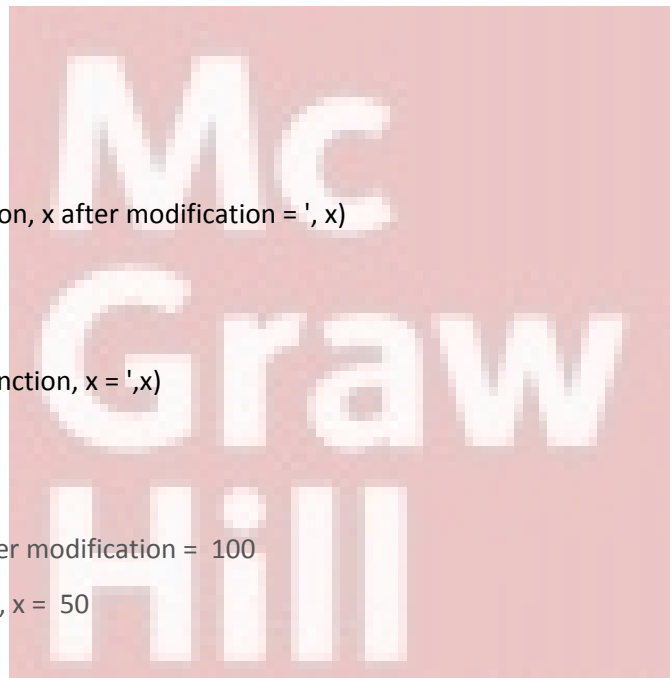 Mc
on, x after modification = ', x)
Graw
nction, x = ',x)
Hill
er modification = 100
, x = 50